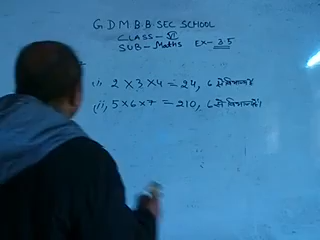 G D M B B SEC SCHOOL
CLASS - VI
SUB - Maths Ex - 3.5
(i) 2 × 3 × 4 = 24, 6 से
(ii) 5 × 6 × 7 = 210, 6 से